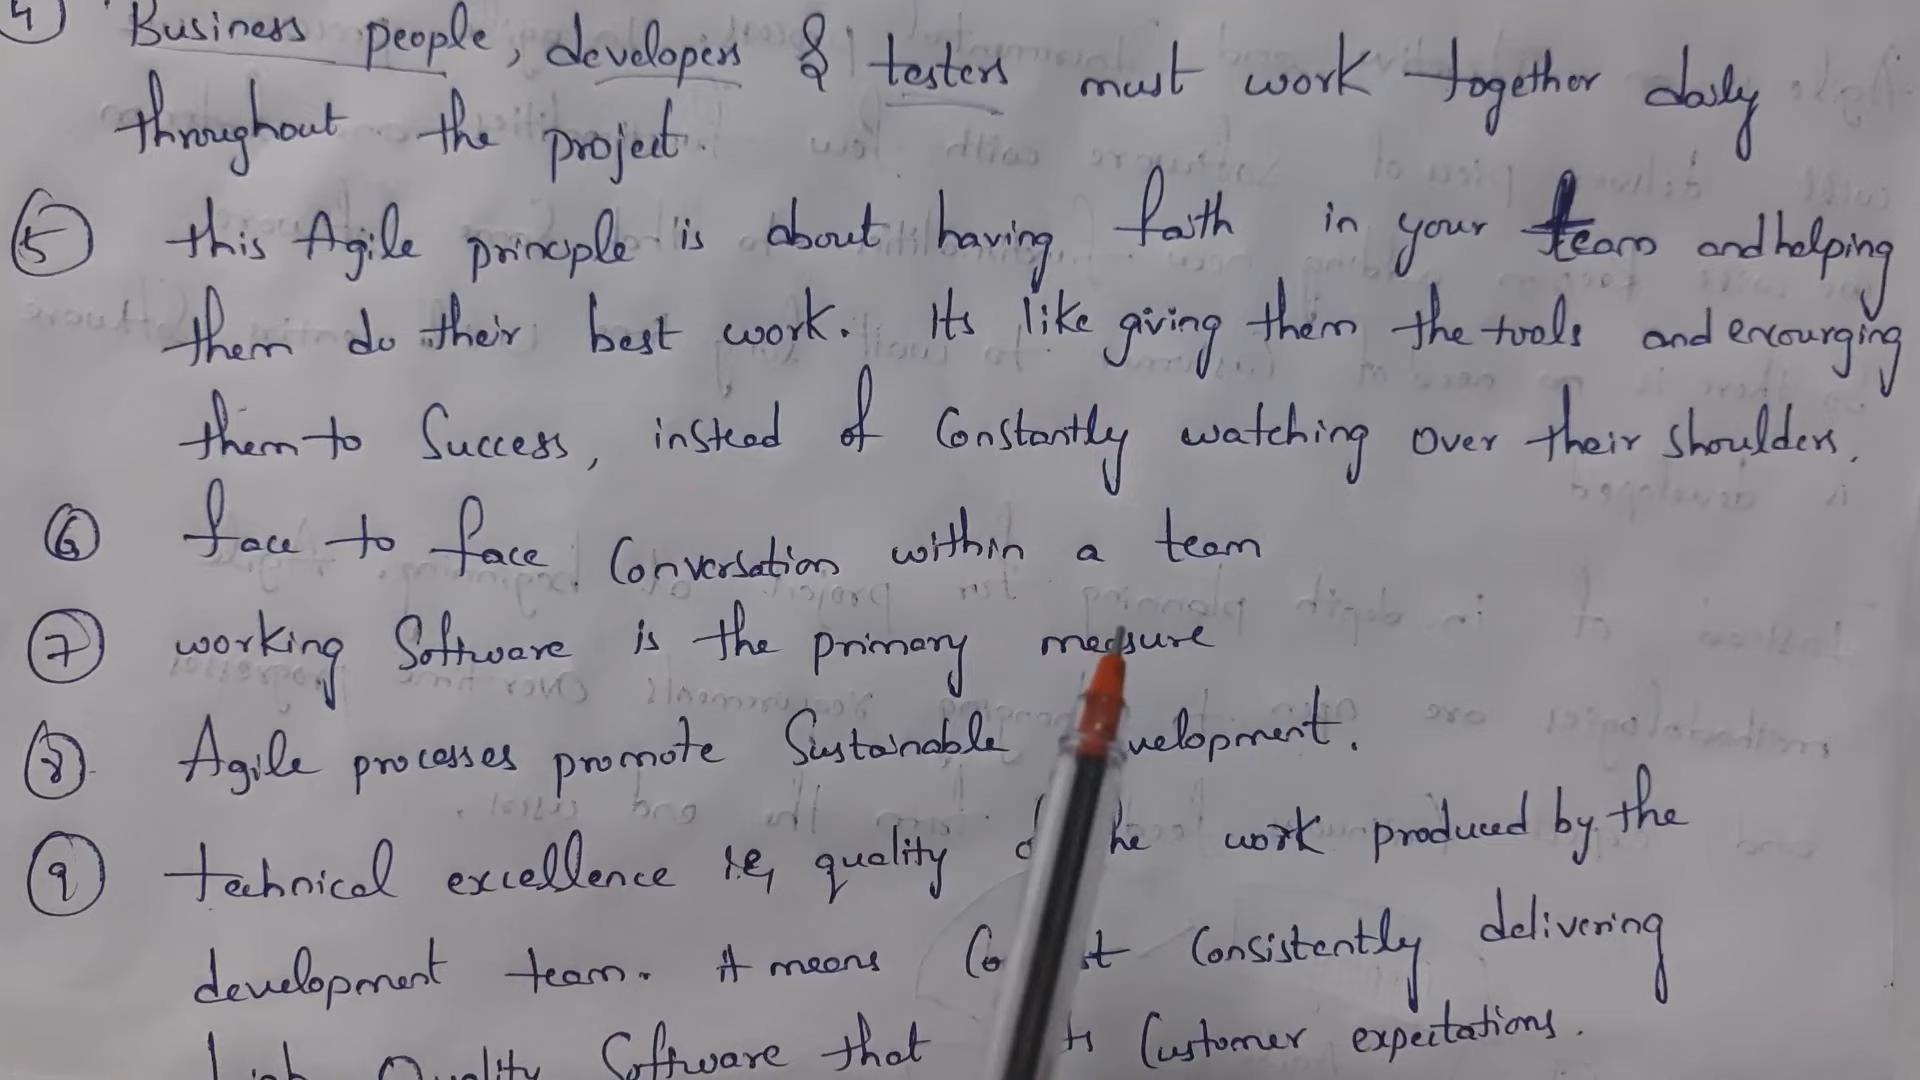 4 Business people, developers & testers must work together daily
throughout the project.
5 this Agile principle is about having faith in your team and helping
them do their best work. Its like giving them the tools and encourging
them to Success, instead of Constantly watching over their shoulders.
6 face to face Conversation within a team
7 working Software is the primary measure
8 Agile processes promote Sustainable velopment.
9 technical excellence i.e, quality he work produced by the
development team. it means Consistently delivering
Quality Software that Customer expectations.